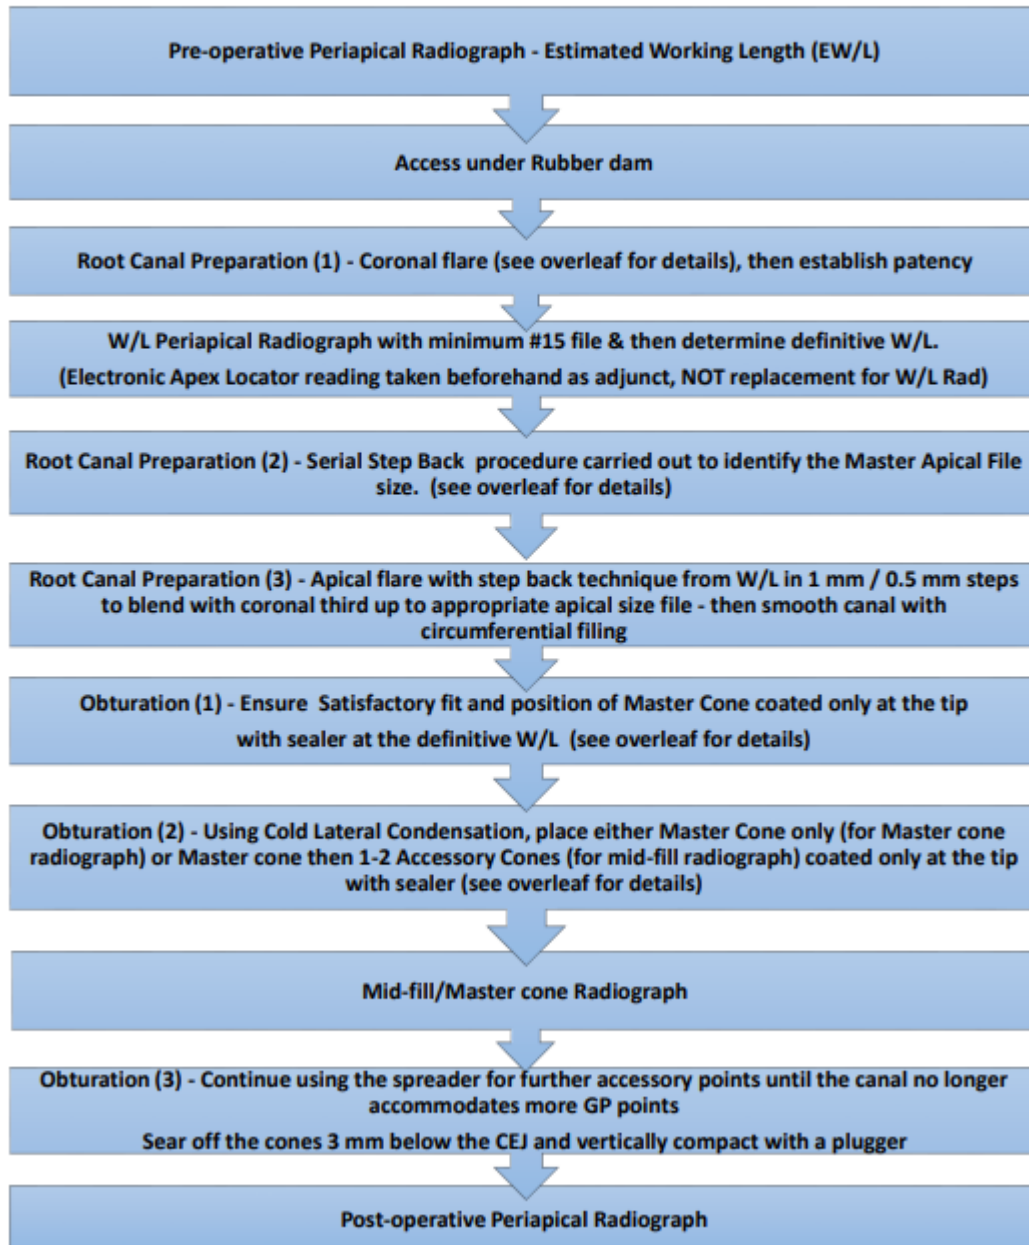 Pre-operative Periapical Radiograph - Estimated Working Length (EW/L)
Access under Rubber dam
Root Canal Preparation (1) - Coronal flare (see overleaf for details), then establish patency
W/L Periapical Radiograph with minimum #15 file & then determine definitive W/L.
(Electronic Apex Locator reading taken beforehand as adjunct, NOT replacement for W/L Rad)
Root Canal Preparation (2) - Serial Step Back procedure carried out to identify the Master Apical File
size. (see overleaf for details)
Root Canal Preparation (3) - Apical flare with step back technique from W/L in 1 mm / 0.5 mm steps
to blend with coronal third up to appropriate apical size file - then smooth canal with
circumferential filing
Obturation (1) - Ensure Satisfactory fit and position of Master Cone coated only at the tip
with sealer at the definitive W/L (see overleaf for details)
Obturation (2) - Using Cold Lateral Condensation, place either Master Cone only (for Master cone
radiograph) or Master cone then 1-2 Accessory Cones (for mid-fill radiograph) coated only at the tip
with sealer (see overleaf for details)
Mid-fill/Master cone Radiograph
Obturation (3) - Continue using the spreader for further accessory points until the canal no longer
accommodates more GP points
Sear off the cones 3 mm below the CEJ and vertically compact with a plugger
Post-operative Periapical Radiograph